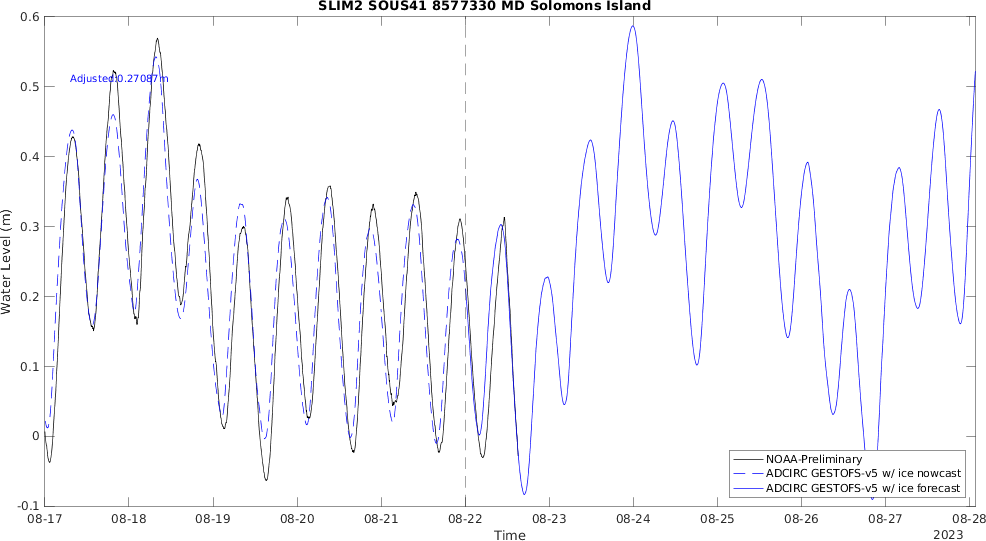 SLIM2 SOUS41 8577330 MD Solomons Island
0.6
0.5
0.4
0.3
0.2
0.1
0
-0.1
Water Level (m)
Adjusted:0.27087m
NOAA-Preliminary
ADCIRC GESTOFS-v5 w/ ice nowcast
ADCIRC GESTOFS-v5 w/ ice forecast
08-17 08-18 08-19 08-20 08-21 08-22 08-23 08-24 08-25 08-26 08-27 08-28
Time
2023